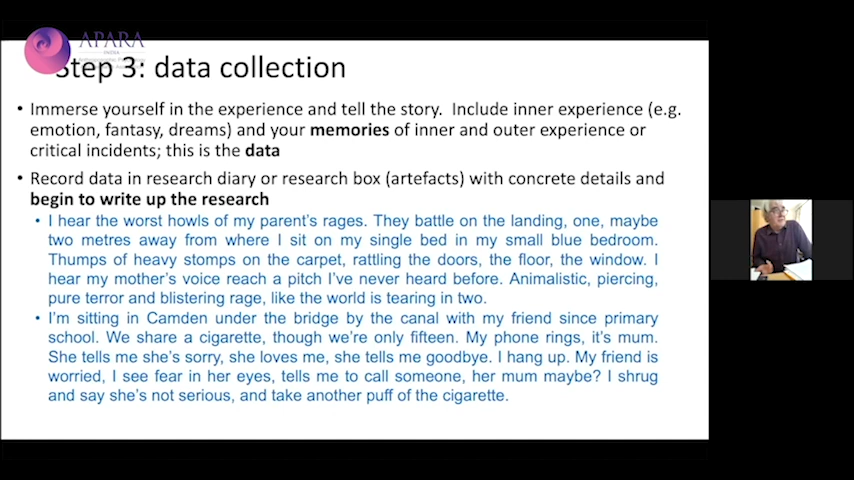 APARA
INDIA
Step 3: data collection
• Immerse yourself in the experience and tell the story. Include inner experience (e.g.
emotion, fantasy, dreams) and your memories of inner and outer experience or
critical incidents; this is the data
• Record data in research diary or research box (artefacts) with concrete details and
begin to write up the research
• I hear the worst howls of my parent's rages. They battle on the landing, one, maybe
two metres away from where I sit on my single bed in my small blue bedroom.
Thumps of heavy stomps on the carpet, rattling the doors, the floor, the window. I
hear my mother's voice reach a pitch I've never heard before. Animalistic, piercing,
pure terror and blistering rage, like the world is tearing in two.
• I'm sitting in Camden under the bridge by the canal with my friend since primary
school. We share a cigarette, though we're only fifteen. My phone rings, it's mum.
She tells me she's sorry, she loves me, she tells me goodbye. I hang up. My friend is
worried, I see fear in her eyes, tells me to call someone, her mum maybe? I shrug
and say she's not serious, and take another puff of the cigarette.